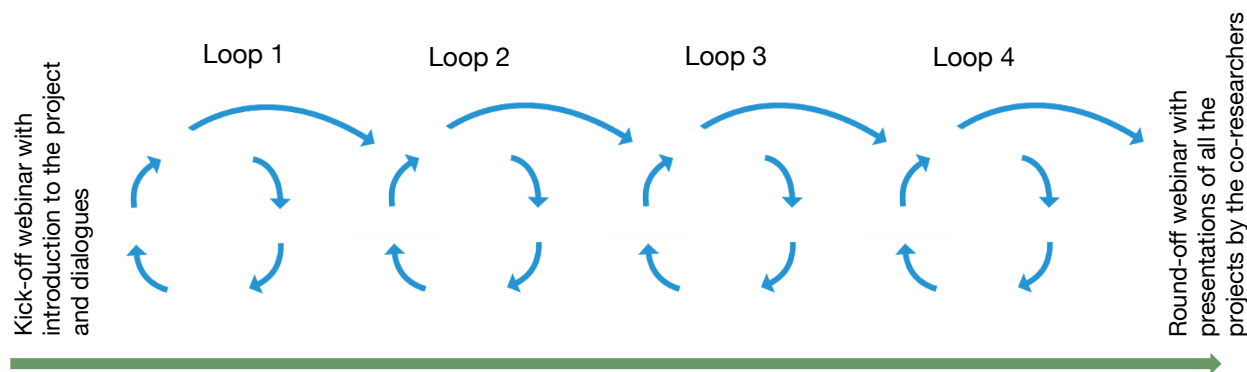 Kick-off webinar with
introduction to the project
and dialogues
Loop 1
Loop 2
Loop 3
Loop 4
Round-off webinar with
presentations of all the
projects by the co-researchers